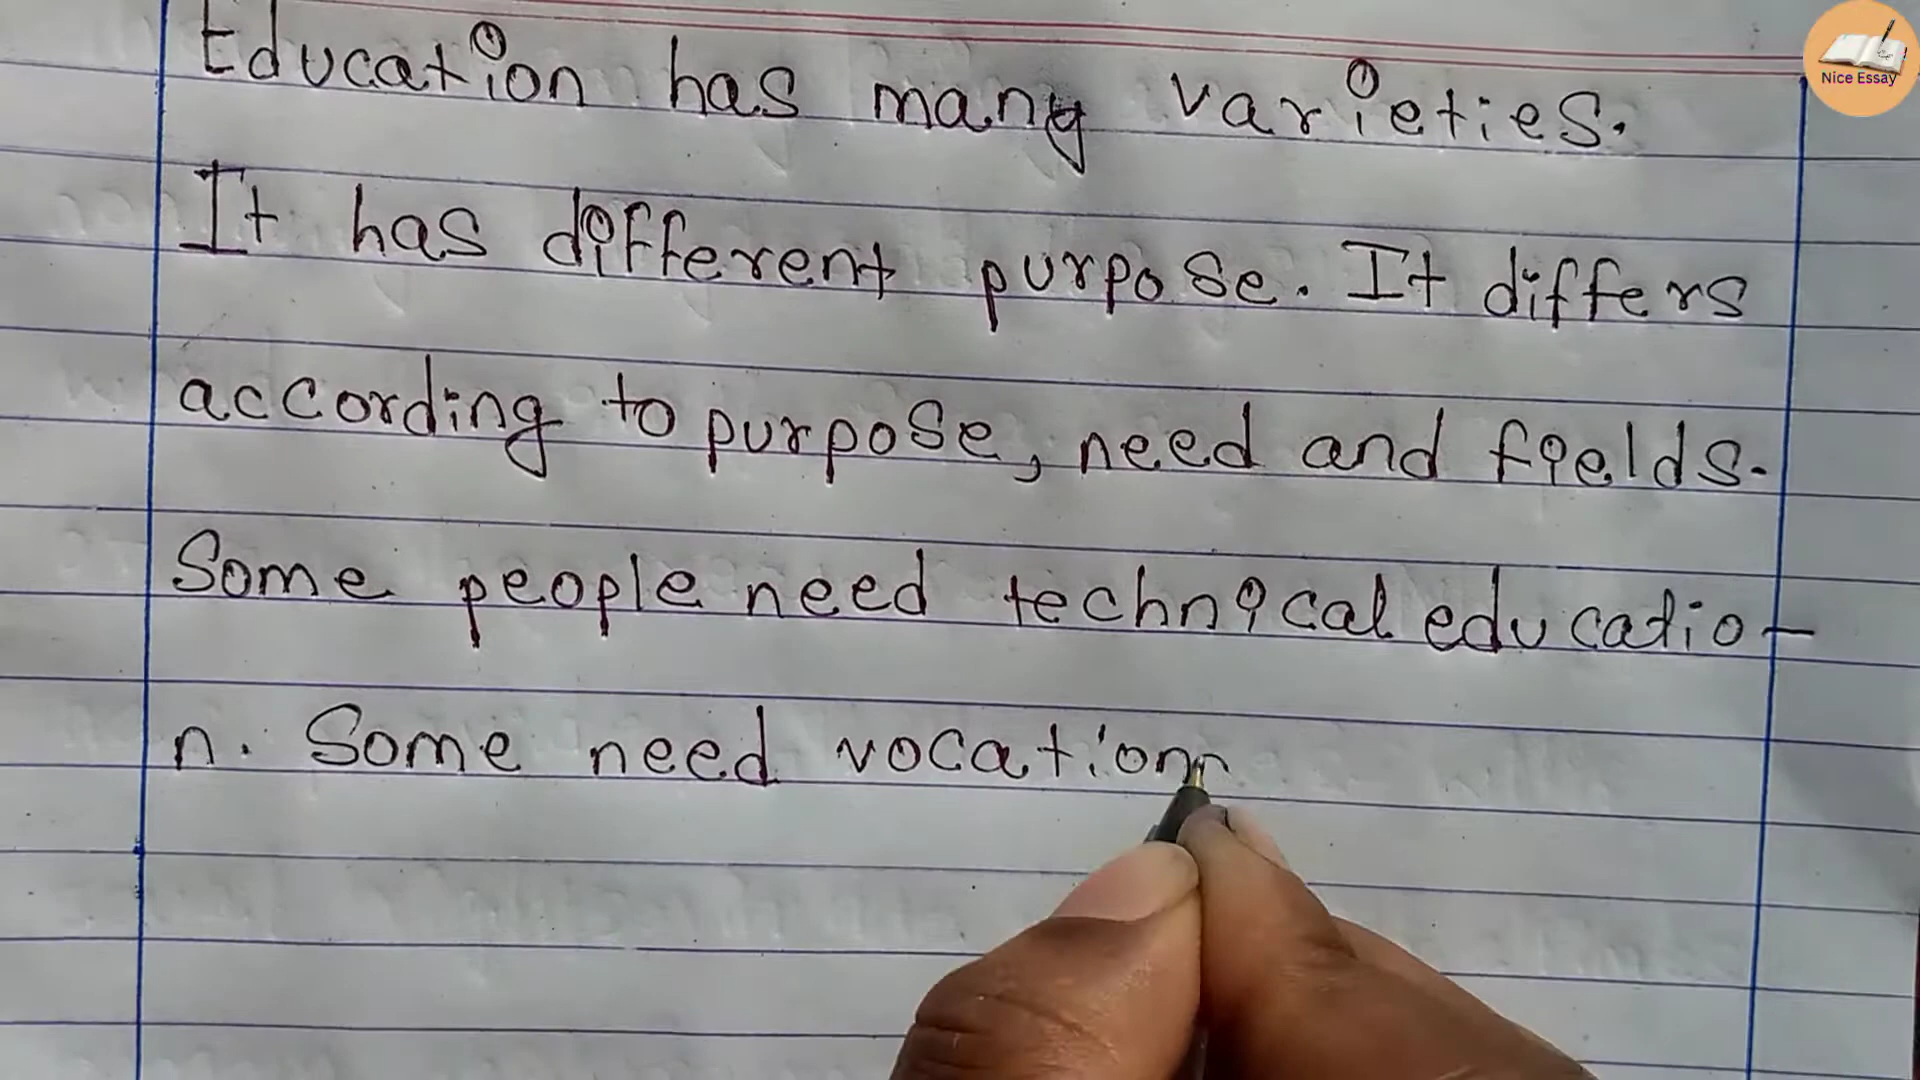 Education has many varieties.
It has different purpose. It differs
according to purpose, need and fields.
Some people need technical educatio-
n. Some need vocation
Nice Essay